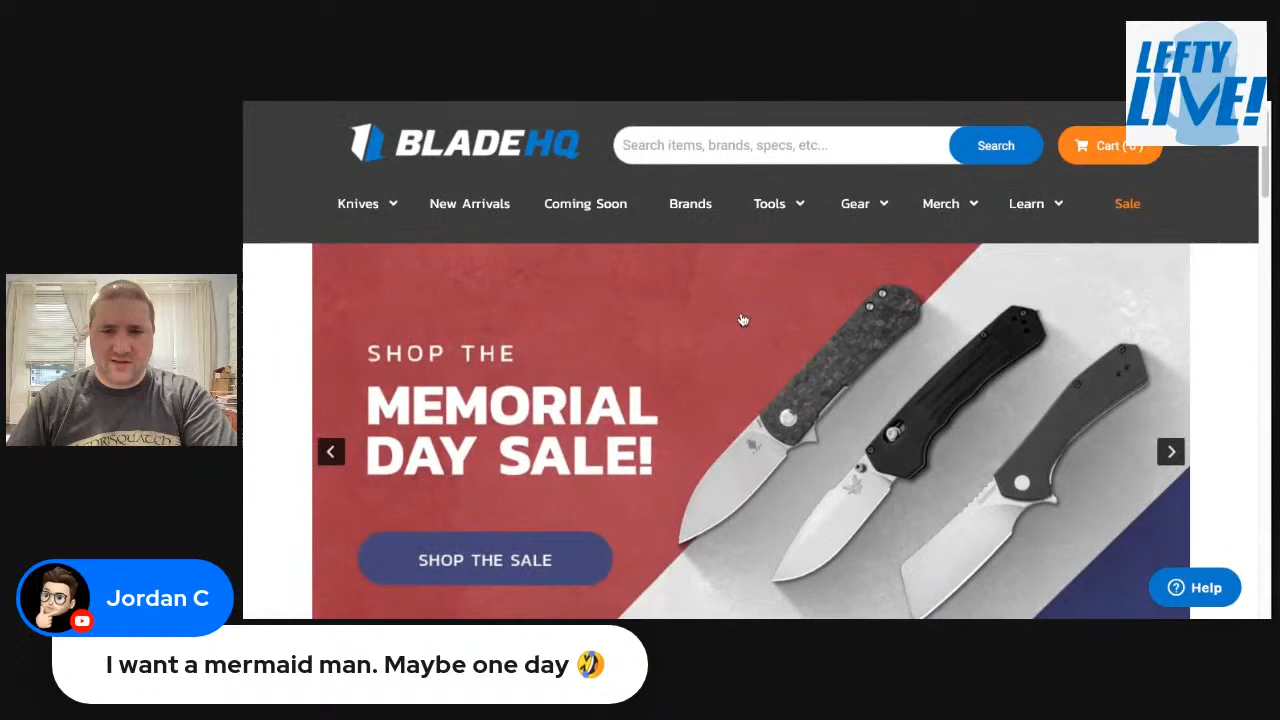 LEFTY
LIVE!
BLADEHQ
Search items, brands, specs, etc...
Search
Cart
Knives
New Arrivals
Coming Soon
Brands
Tools
Gear
Merch
Learn
Sale
SHOP THE
MEMORIAL
DAY SALE!
SHOP THE SALE
Help
Jordan C
I want a mermaid man. Maybe one day 🤣